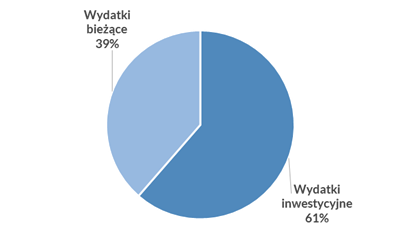 Wydatki
bieżące
39%
Wydatki
inwestycyjne
61%